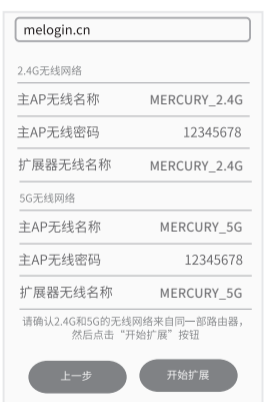 melogin.cn
2.4G无线网络
主AP无线名称 MERCURY_2.4G
主AP无线密码 12345678
扩展器无线名称 MERCURY_2.4G
5G无线网络
主AP无线名称 MERCURY_5G
主AP无线密码 12345678
扩展器无线名称 MERCURY_5G
请确认2.4G和5G的无线网络来自同一部路由器，
然后点击“开始扩展”按钮
上一步 开始扩展